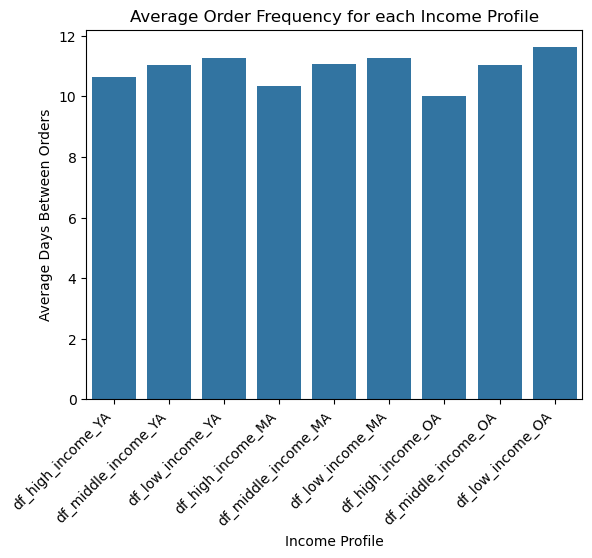 Average Order Frequency for each Income Profile
Average Days Between Orders
12
10
8
6
4
2
0
df_high_income_YA
df_middle_income_YA
df_low_income_YA
df_high_income_MA
df_middle_income_MA
df_low_income_MA
df_high_income_OA
df_middle_income_OA
df_low_income_OA
Income Profile